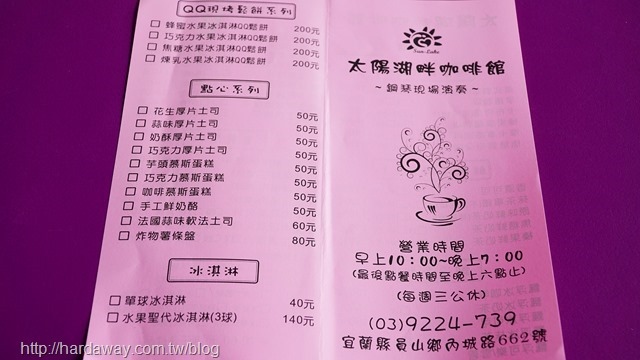 QQ現烤鬆餅系列
□ 蜂蜜水果冰淇淋QQ鬆餅 200元
□ 巧克力水果冰淇淋QQ鬆餅 200元
□ 焦糖水果冰淇淋QQ鬆餅 200元
□ 煉乳水果冰淇淋QQ鬆餅 200元
點心系列
□ 花生厚片土司 50元
□ 蒜味厚片土司 50元
□ 奶酥厚片土司 50元
□ 巧克力厚片土司 50元
□ 芋頭慕斯蛋糕 50元
□ 巧克力慕斯蛋糕 50元
□ 咖啡慕斯蛋糕 50元
□ 手工鮮奶酪 50元
□ 法國蒜味軟法土司 60元
□ 炸物薯條盤 80元
冰淇淋
□ 單球冰淇淋 40元
□ 水果聖代冰淇淋(3球) 140元
Sun-Lake
太陽湖畔咖啡館
~鋼琴現場演奏~
營業時間
早上10:00~晚上7:00
(最後點餐時間至晚上六點止)
(每週三公休)
(03)9224-739
宜蘭縣員山鄉內城路662號
http://hardaway.com.tw/blog